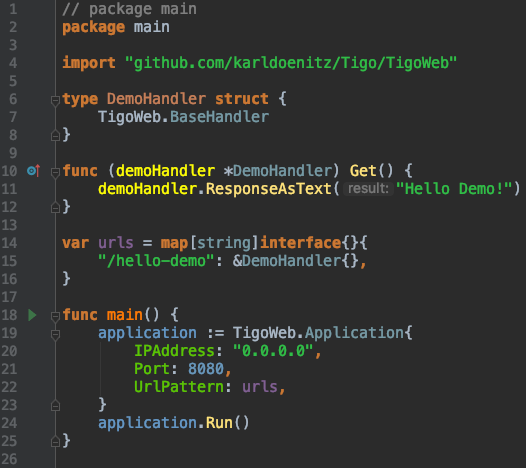 1 // package main
2 package main
3
4 import "github.com/karldoenitz/Tigo/TigoWeb"
5
6 type DemoHandler struct {
7     TigoWeb.BaseHandler
8 }
9
10 func (demoHandler *DemoHandler) Get() {
11     demoHandler.ResponseAsText( result: "Hello Demo!")
12 }
13
14 var urls = map[string]interface{}{
15     "/hello-demo": &DemoHandler{},
16 }
17
18 func main() {
19     application := TigoWeb.Application{
20         IPAddress: "0.0.0.0",
21         Port: 8080,
22         UrlPattern: urls,
23     }
24     application.Run()
25 }
26